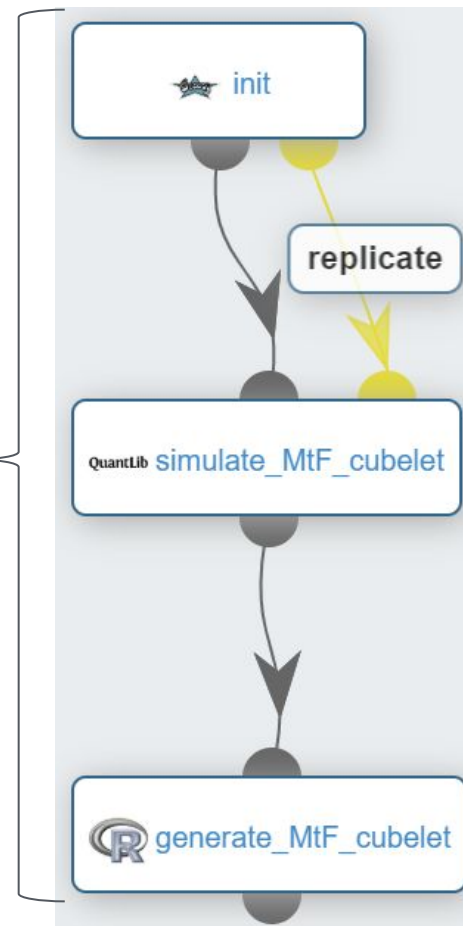 init
replicate
QuantLib simulate_MtF_cubelet
R generate_MtF_cubelet